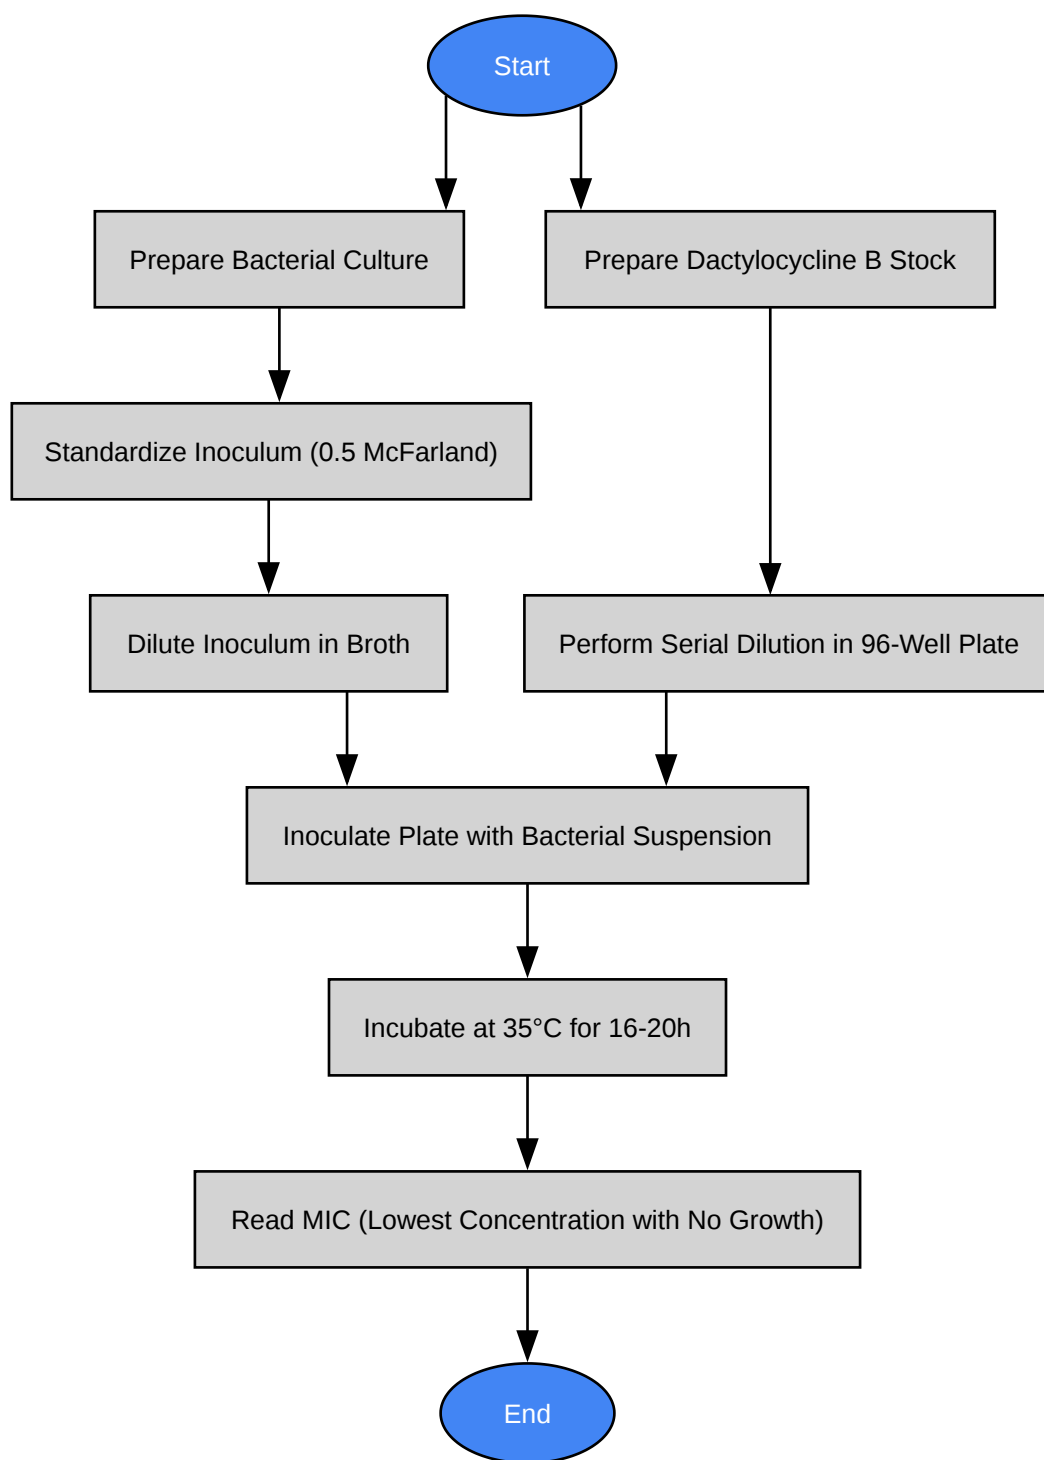 Start
Prepare Bacterial Culture
Prepare Dactylocycline B Stock
Standardize Inoculum (0.5 McFarland)
Dilute Inoculum in Broth
Perform Serial Dilution in 96-Well Plate
Inoculate Plate with Bacterial Suspension
Incubate at 35°C for 16-20h
Read MIC (Lowest Concentration with No Growth)
End